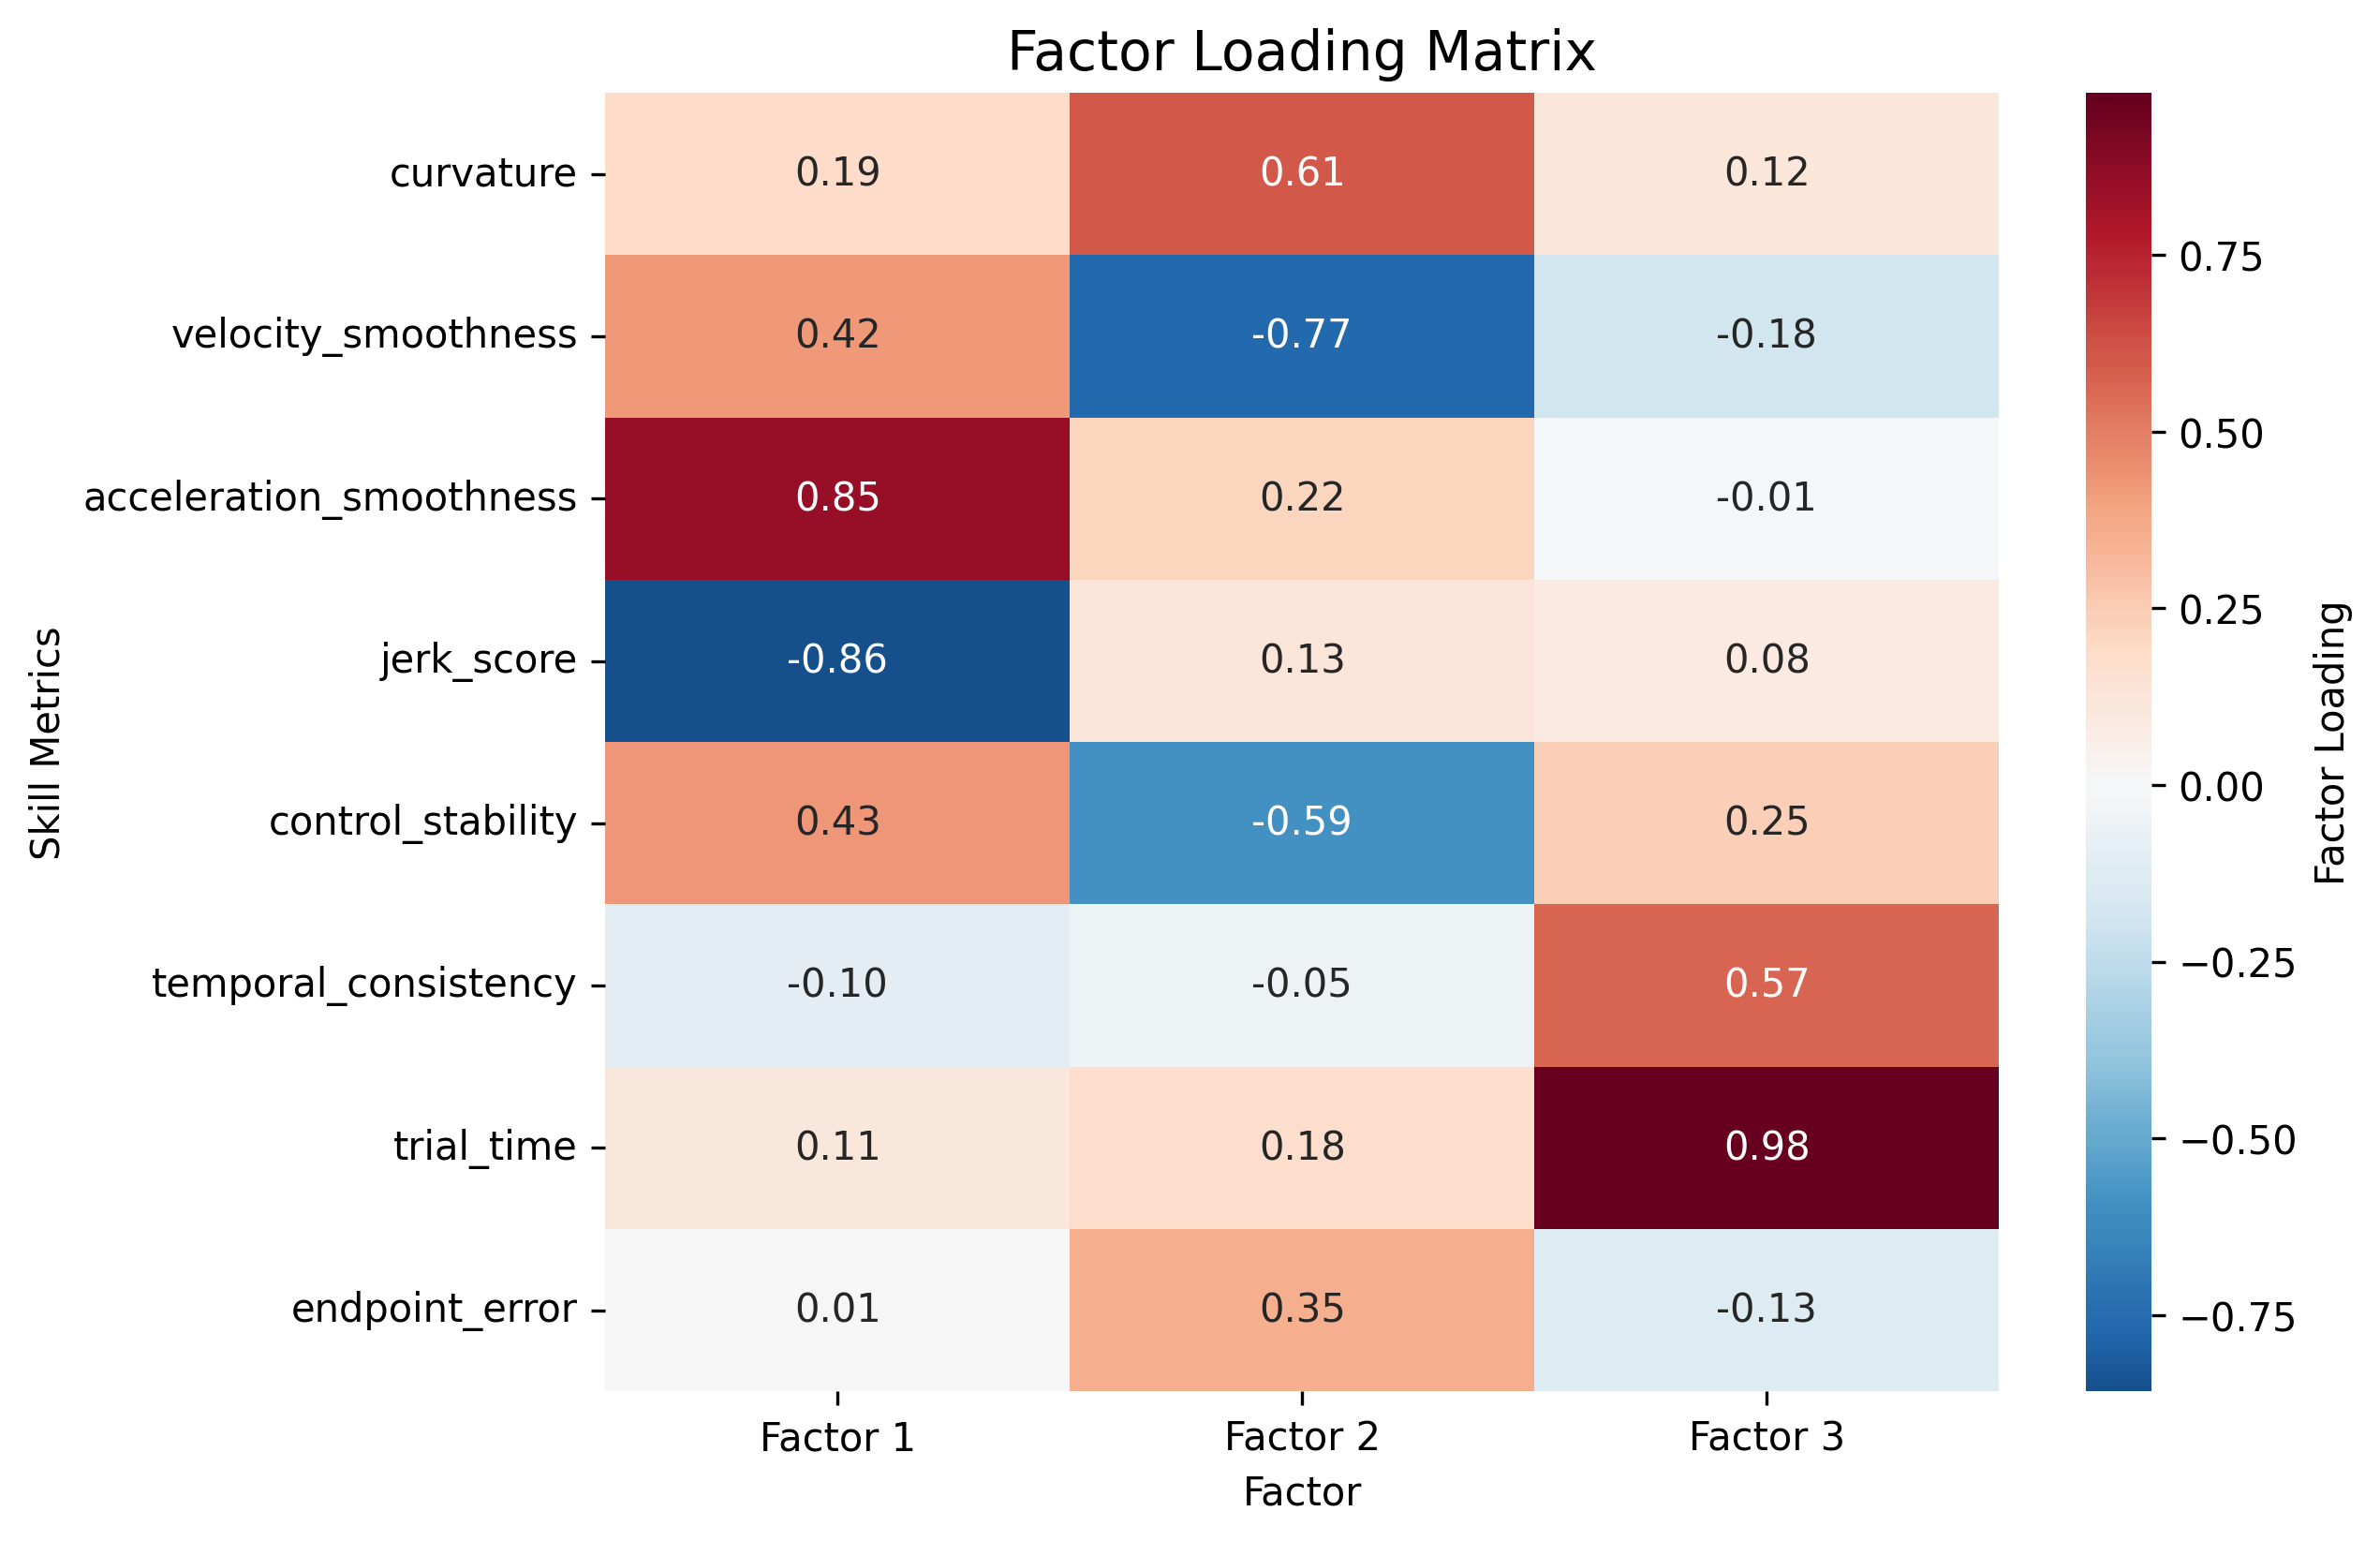 Factor Loading Matrix
Skill Metrics
curvature 0.19 0.61 0.12
velocity_smoothness 0.42 -0.77 -0.18
acceleration_smoothness 0.85 0.22 -0.01
jerk_score -0.86 0.13 0.08
control_stability 0.43 -0.59 0.25
temporal_consistency -0.10 -0.05 0.57
trial_time 0.11 0.18 0.98
endpoint_error 0.01 0.35 -0.13
Factor 1 Factor 2 Factor 3
Factor
0.75
0.50
0.25
0.00
−0.25
−0.50
−0.75
Factor Loading